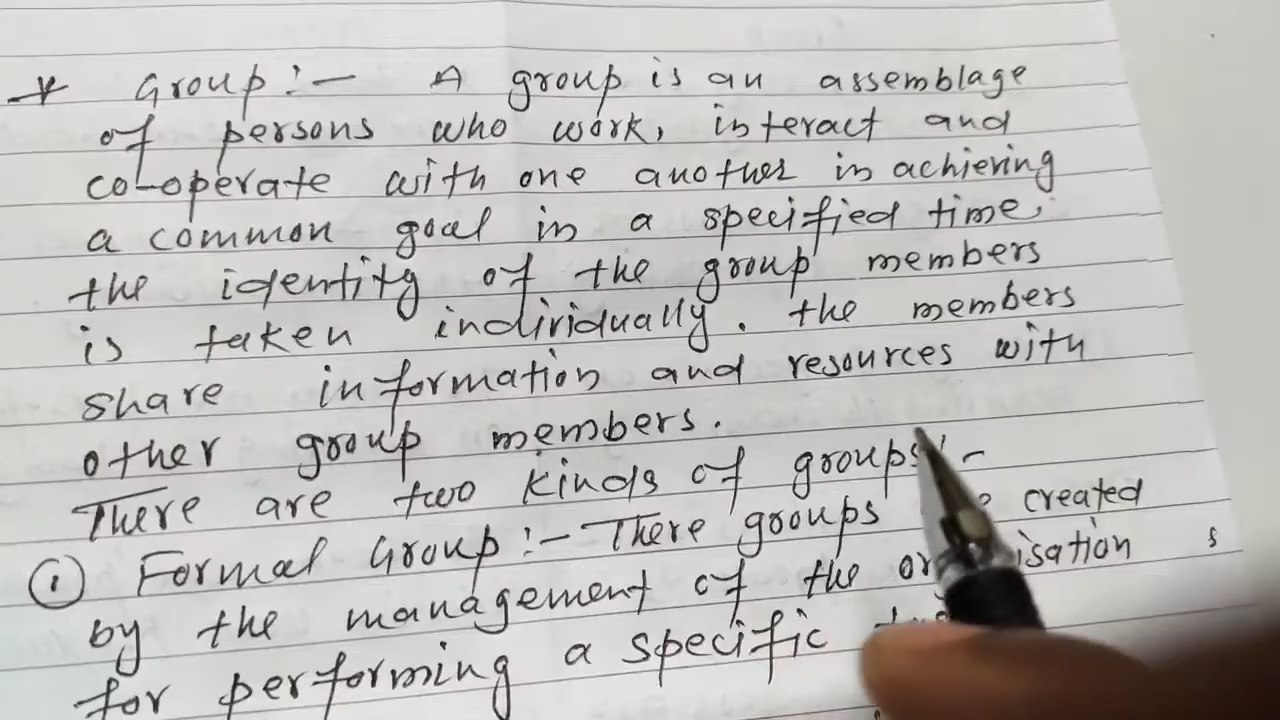 * Group :- A group is an assemblage
of persons who work, interact and
co-operate with one another in achiering
a common goal in a specified time.
the identity of the group members
is taken individually. the members
share information and resources with
other group members.
There are two kinds of groups :-
① Formal Group :- There groups created
by the management of the organisation
for performing a specific